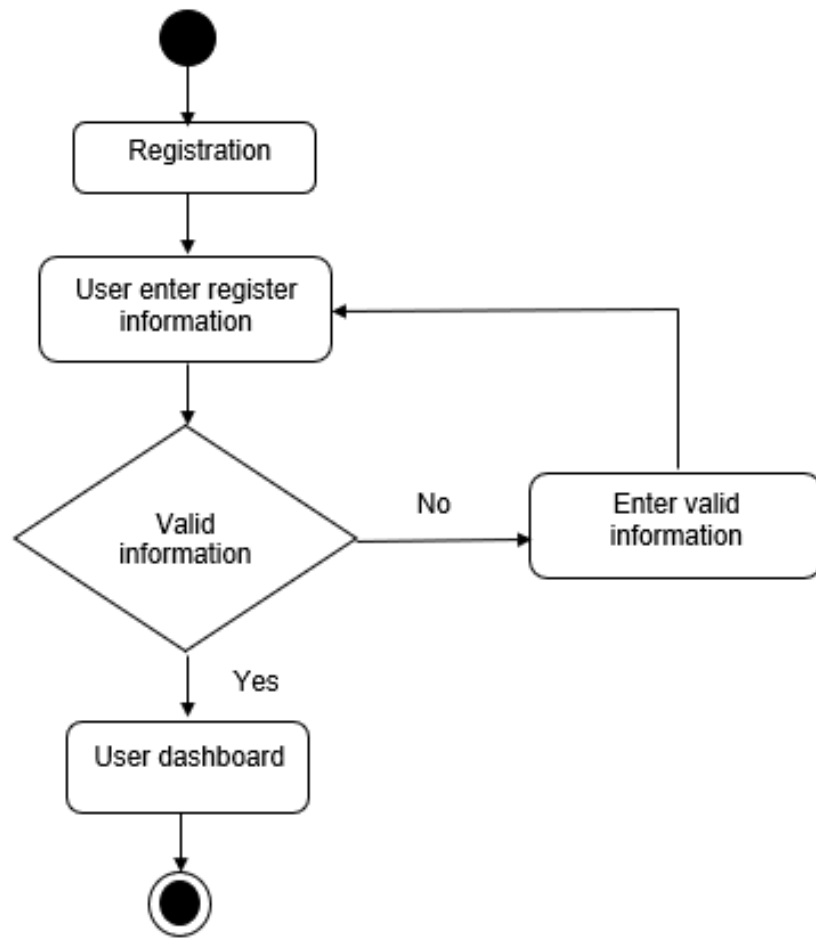 Registration
User enter register
information
Valid
information
No
Enter valid
information
Yes
User dashboard